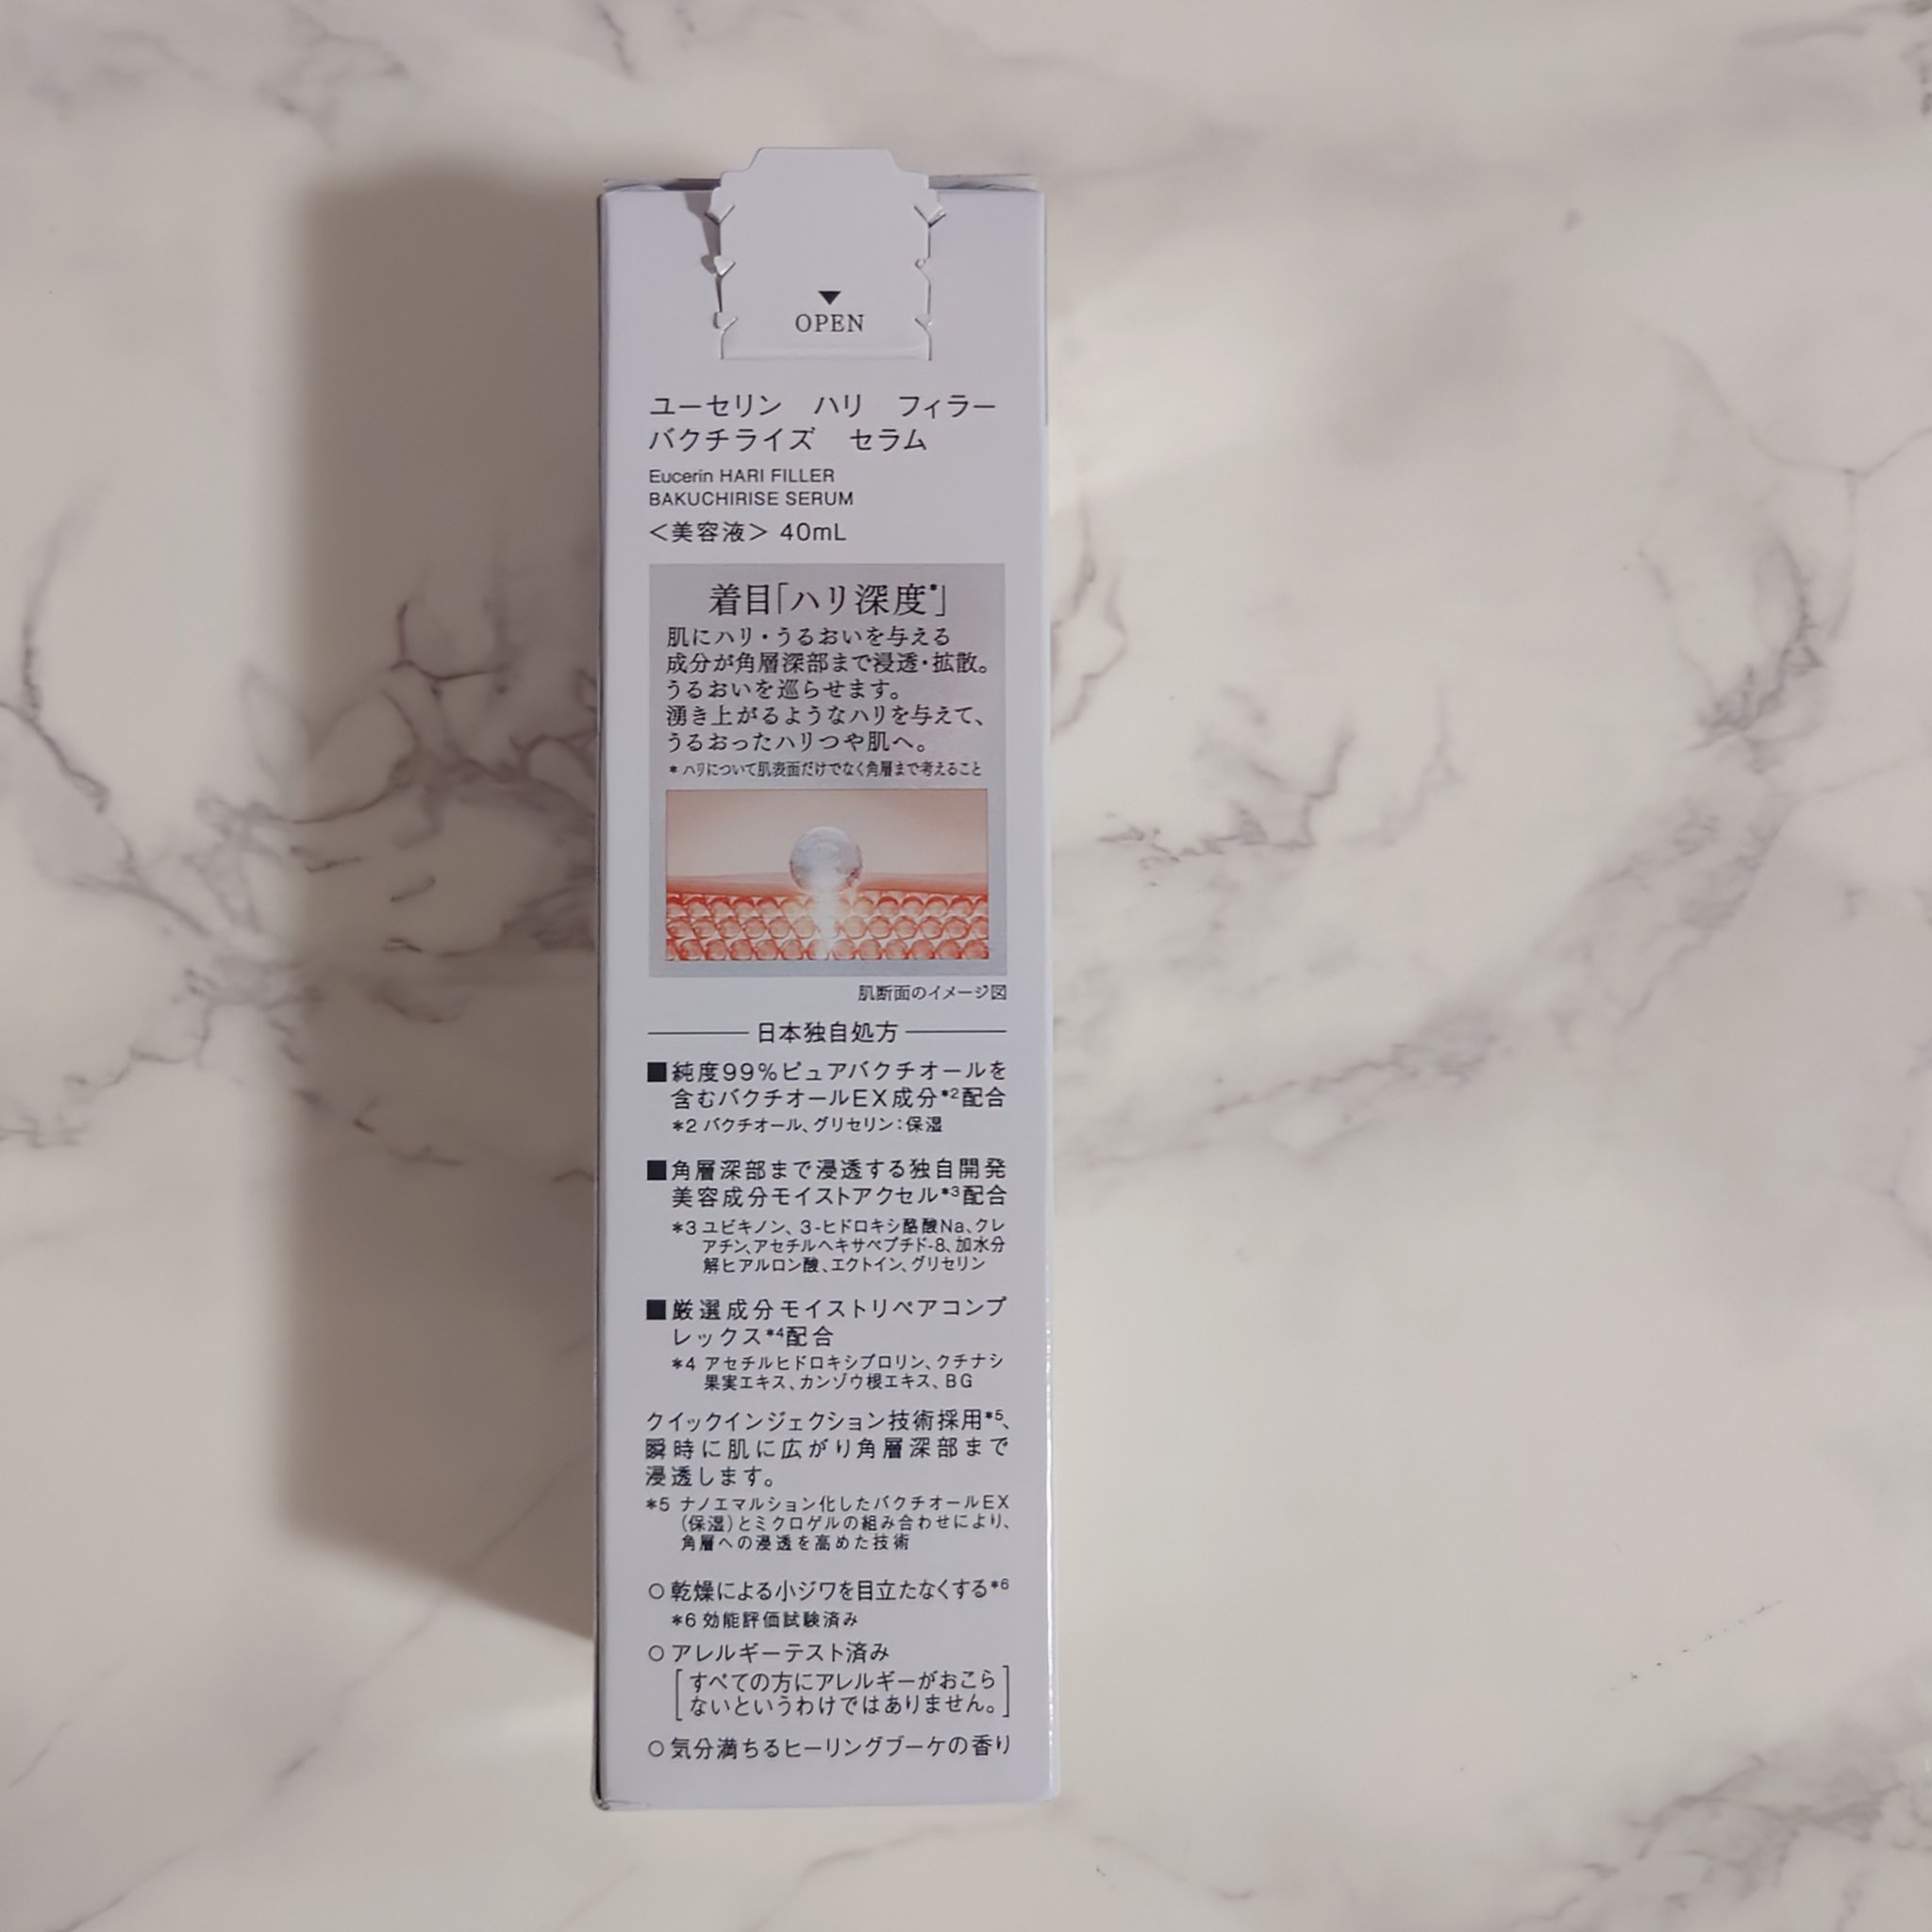 OPEN
ユーセリン ハリ フィラー
バクチライズ セラム
Eucerin HARI FILLER
BAKUCHIRISE SERUM
＜美容液＞ 40mL
着目「ハリ深度*」
肌にハリ・うるおいを与える
成分が角層深部まで浸透・拡散。
うるおいを巡らせます。
湧き上がるようなハリを与えて、
うるおったハリつや肌へ。
* ハリについて肌表面だけでなく角層まで考えること
肌断面のイメージ図
日本独自処方
■純度99%ピュアバクチオールを
含むバクチオールEX成分*2配合
*2 バクチオール、グリセリン：保湿
■角層深部まで浸透する独自開発
美容成分モイストアクセル*3配合
*3 ユビキノン、3-ヒドロキシ酪酸Na、クレ
アチン、アセチルヘキサペプチド-8、加水分
解ヒアルロン酸、エクトイン、グリセリン
■厳選成分モイストリペアコンプ
レックス*4配合
*4 アセチルヒドロキシプロリン、クチナシ
果実エキス、カンゾウ根エキス、BG
クイックインジェクション技術採用*5、
瞬時に肌に広がり角層深部まで
浸透します。
*5 ナノエマルション化したバクチオールEX
(保湿)とミクロゲルの組み合わせにより、
角層への浸透を高めた技術
○ 乾燥による小ジワを目立たなくする*6
*6 効能評価試験済み
○ アレルギーテスト済み
[すべての方にアレルギーがおこら
ないというわけではありません。]
○ 気分満ちるヒーリングブーケの香り